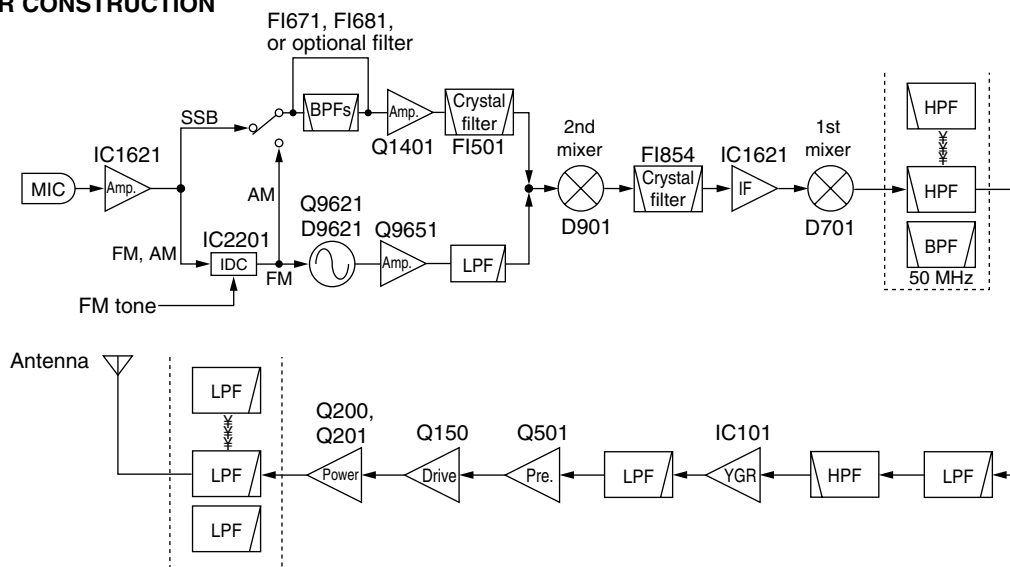 R CONSTRUCTION
FI671, FI681,
or optional filter
SSB
BPFs
Amp.
Crystal
filter
Q1401
FI501
IC1621
MIC
Amp.
AM
2nd
mixer
D901
FI854
Crystal
filter
IC1621
IF
1st
mixer
D701
HPF
¥¥¥
HPF
BPF
50 MHz
FM, AM
IC2201
IDC
FM
FM tone
Q9621
D9621
Q9651
Amp.
LPF
Antenna
LPF
¥¥¥
LPF
LPF
Q200,
Q201
Power
Q150
Drive
Q501
Pre.
LPF
IC101
YGR
HPF
LPF